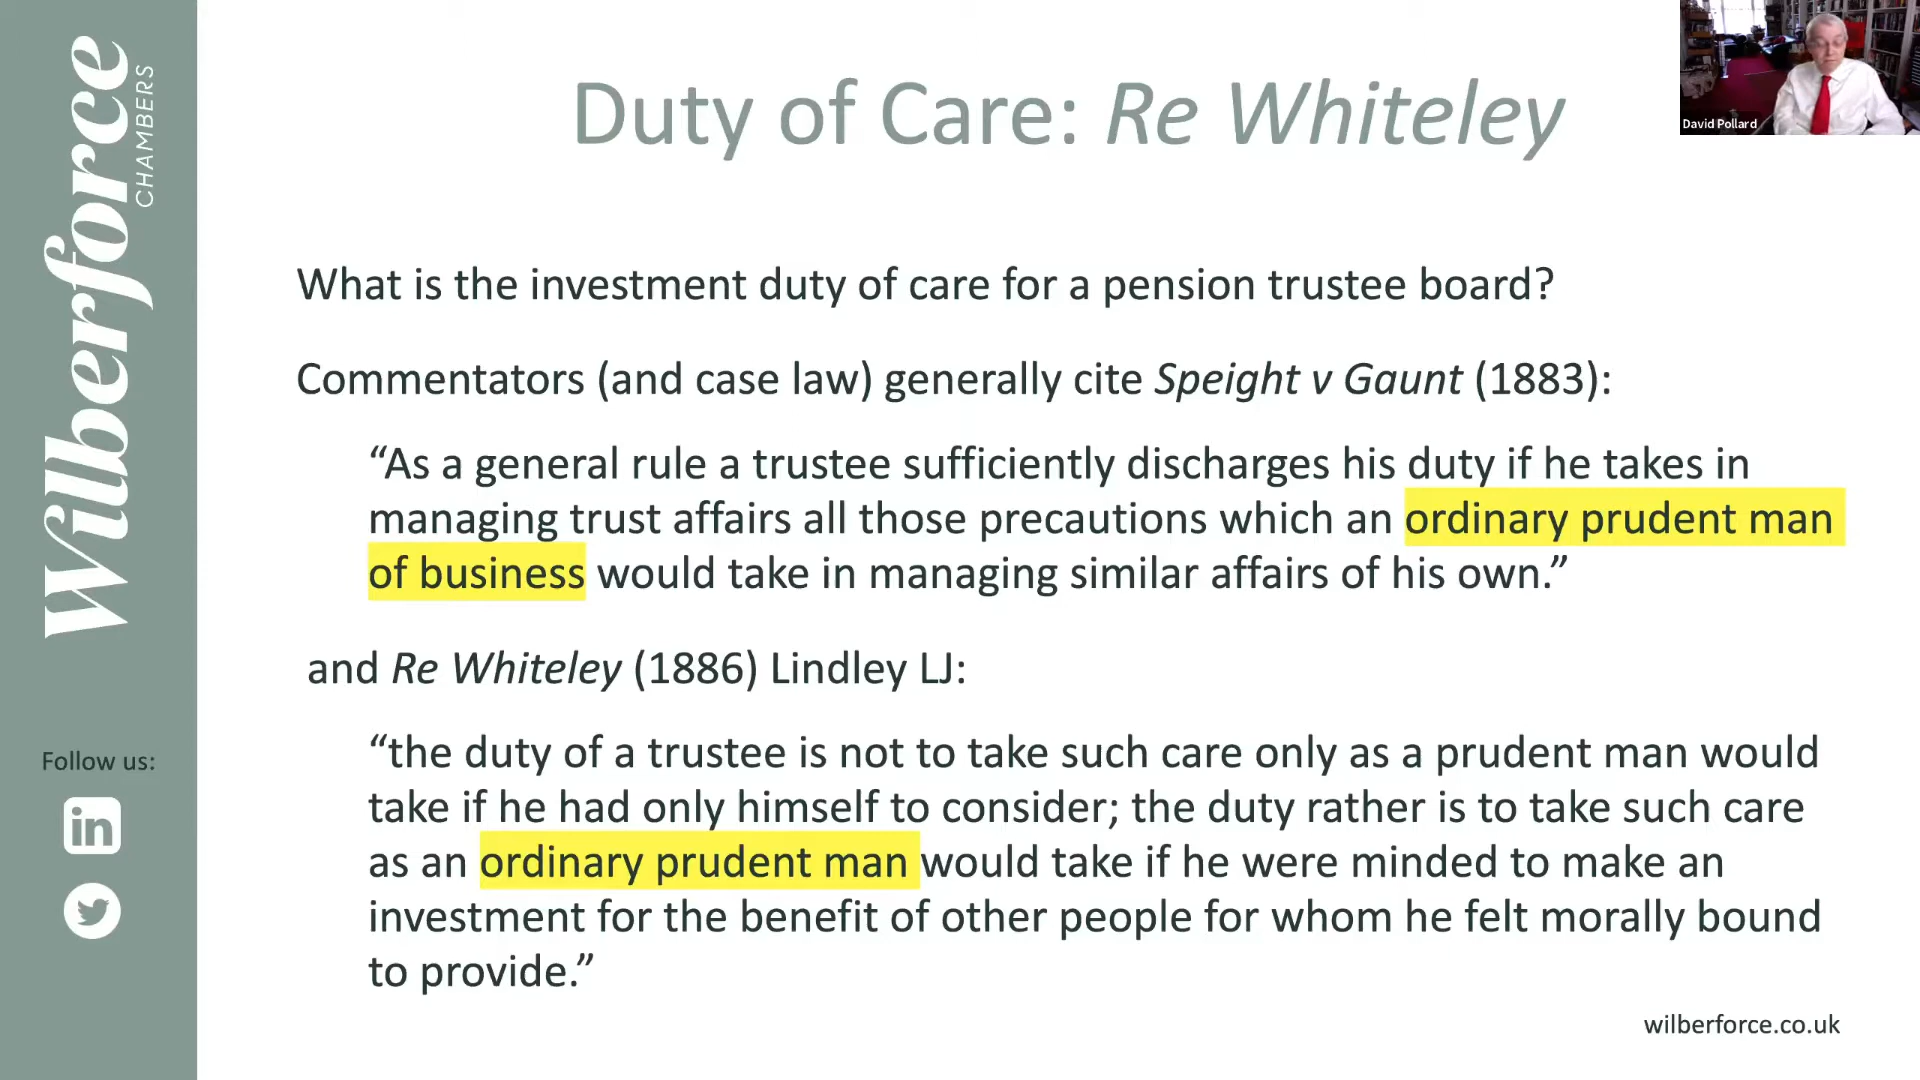 Wilberforce
CHAMBERS
Follow us:
in
David Pollard
Duty of Care: Re Whiteley
What is the investment duty of care for a pension trustee board?
Commentators (and case law) generally cite Speight v Gaunt (1883):
“As a general rule a trustee sufficiently discharges his duty if he takes in
managing trust affairs all those precautions which an ordinary prudent man
of business would take in managing similar affairs of his own.”
and Re Whiteley (1886) Lindley LJ:
“the duty of a trustee is not to take such care only as a prudent man would
take if he had only himself to consider; the duty rather is to take such care
as an ordinary prudent man would take if he were minded to make an
investment for the benefit of other people for whom he felt morally bound
to provide.”
wilberforce.co.uk